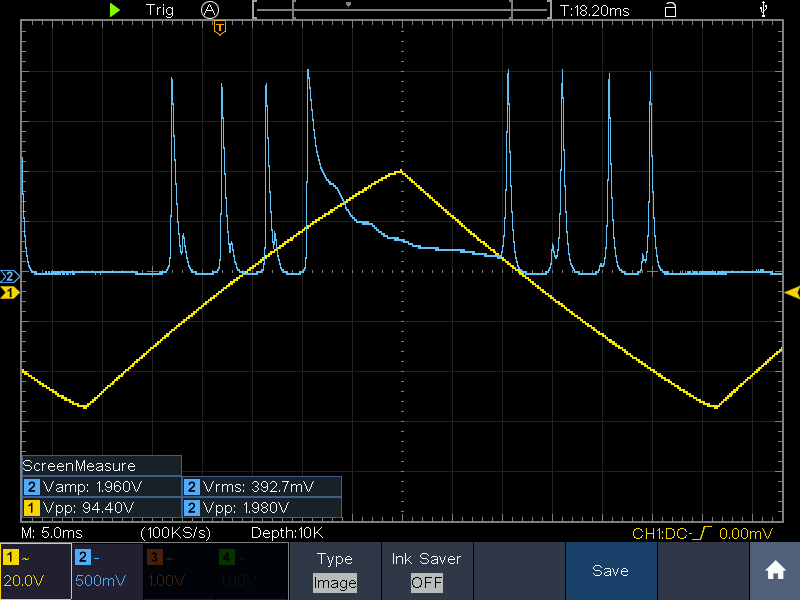 Trig A T:18.20ms
T
2
1
ScreenMeasure
2 Vamp: 1.960V 2 Vrms: 392.7mV
1 Vpp: 94.40V 2 Vpp: 1.980V
M: 5.0ms (100KS/s) Depth:10K CH1:DC- 0.00mV
1 ~ 2 - 3 ~ 4 - Type Ink Saver
20.0V 500mV 1.00V 1.00V Image OFF Save